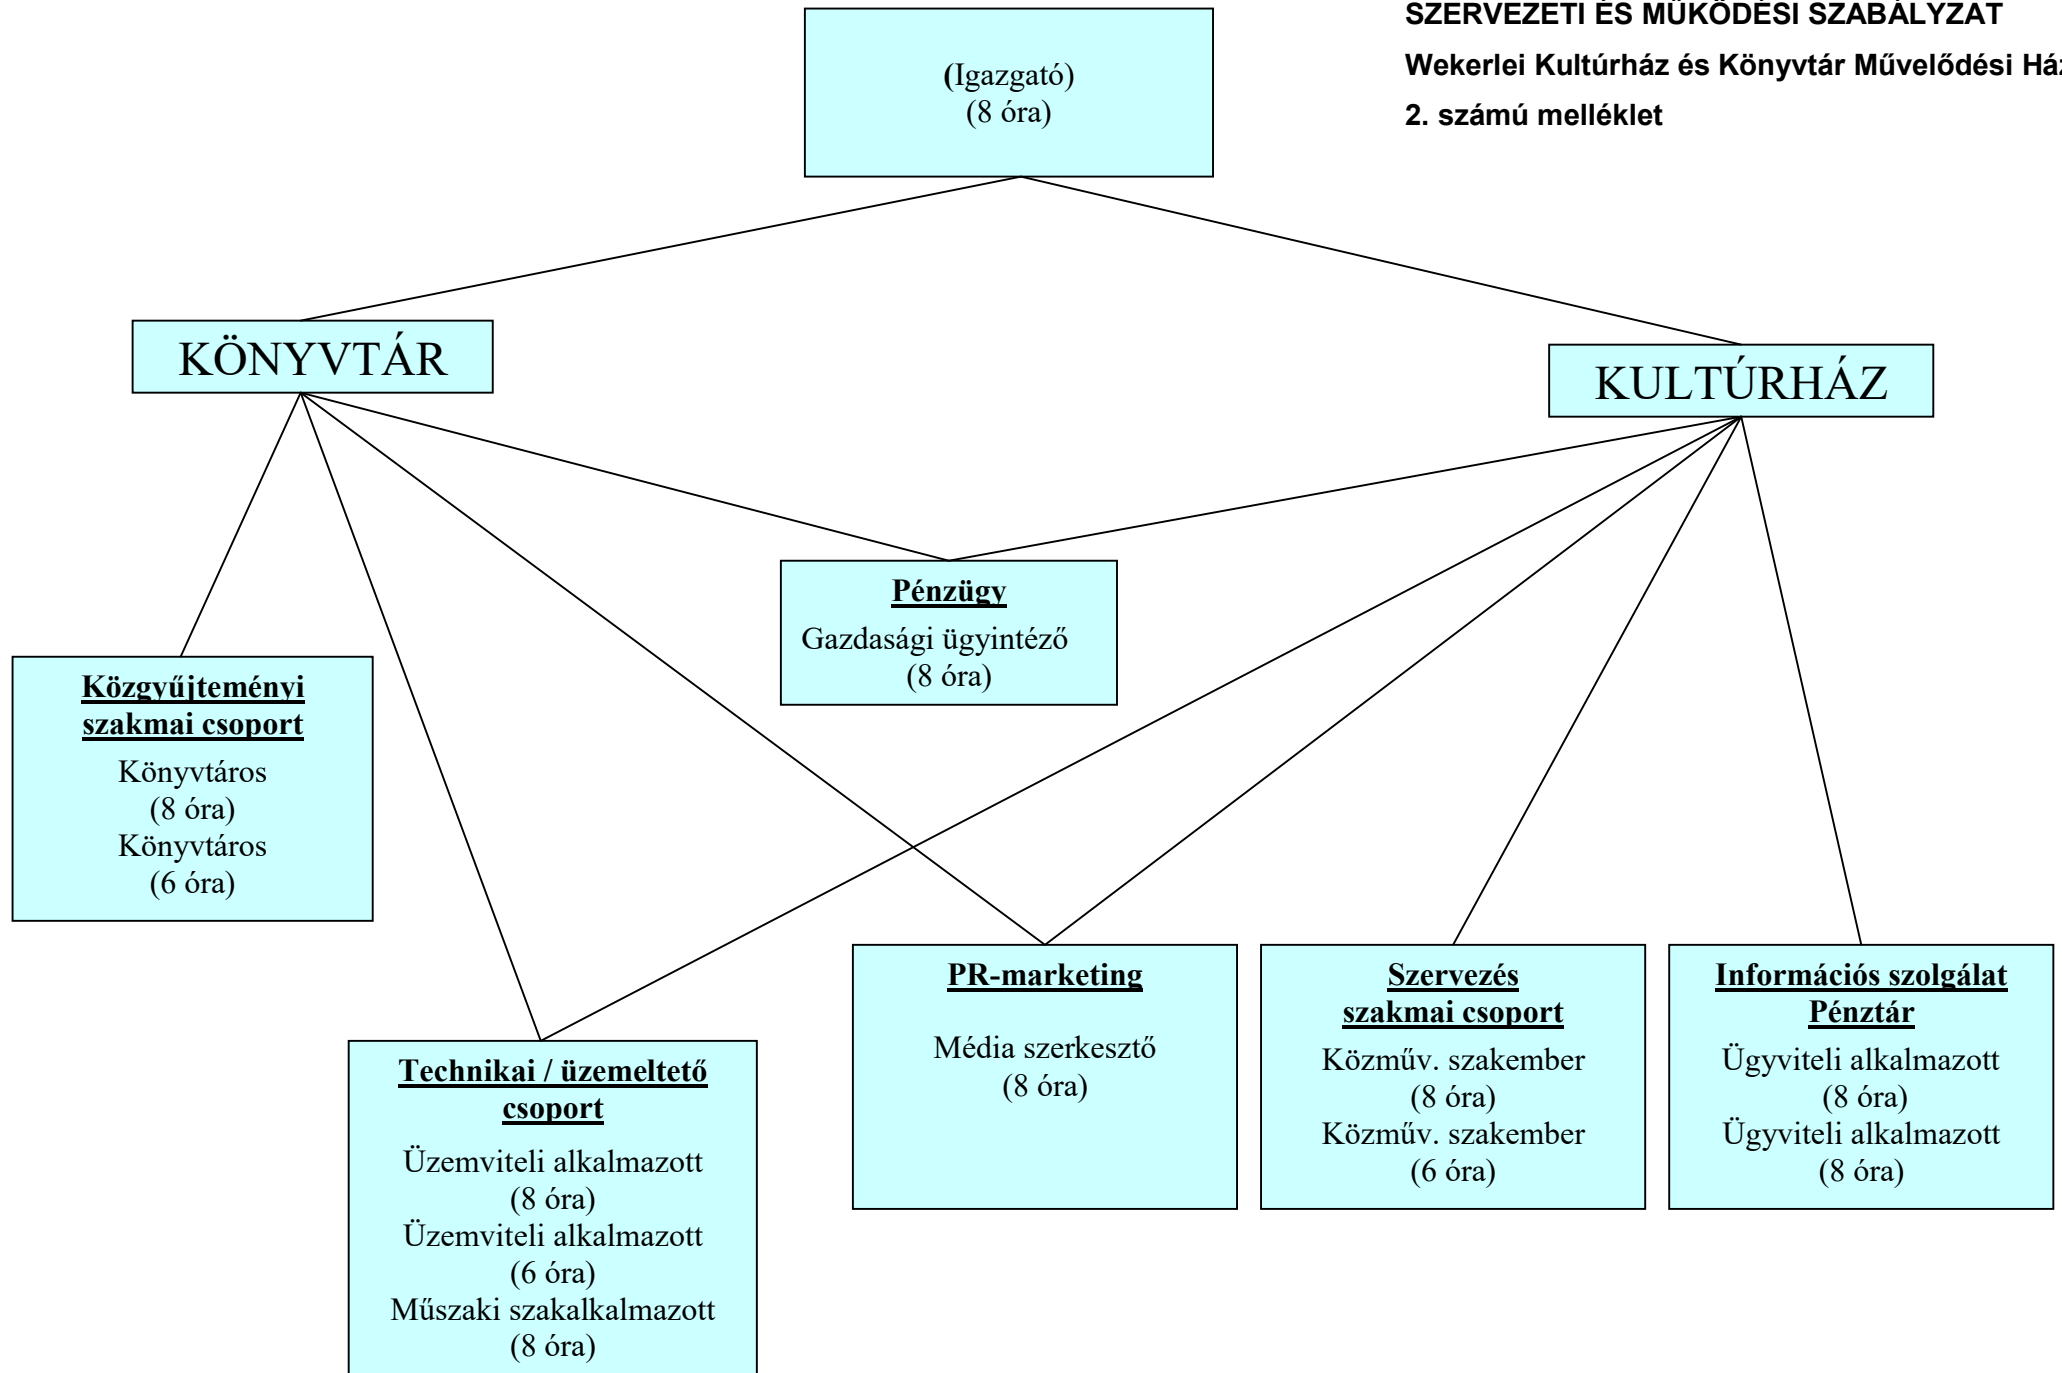 SZERVEZETI ÉS MŰKÖDÉSI SZABÁLYZAT
Wekerlei Kultúrház és Könyvtár Művelődési
2. számú melléklet
(Igazgató)
(8 óra)
KÖNYVTÁR
KULTÚRHÁZ
Pénzügy
Gazdasági ügyintéző
(8 óra)
Közgyűjteményi
szakmai csoport
Könyvtáros
(8 óra)
Könyvtáros
(6 óra)
Technikai / üzemeltető
csoport
Üzemviteli alkalmazott
(8 óra)
Üzemviteli alkalmazott
(6 óra)
Műszaki szakalkalmazott
(8 óra)
PR-marketing
Média szerkesztő
(8 óra)
Szervezés
szakmai csoport
Közműv. szakember
(8 óra)
Közműv. szakember
(6 óra)
Információs szolgálat
Pénztár
Ügyviteli alkalmazott
(8 óra)
Ügyviteli alkalmazott
(8 óra)